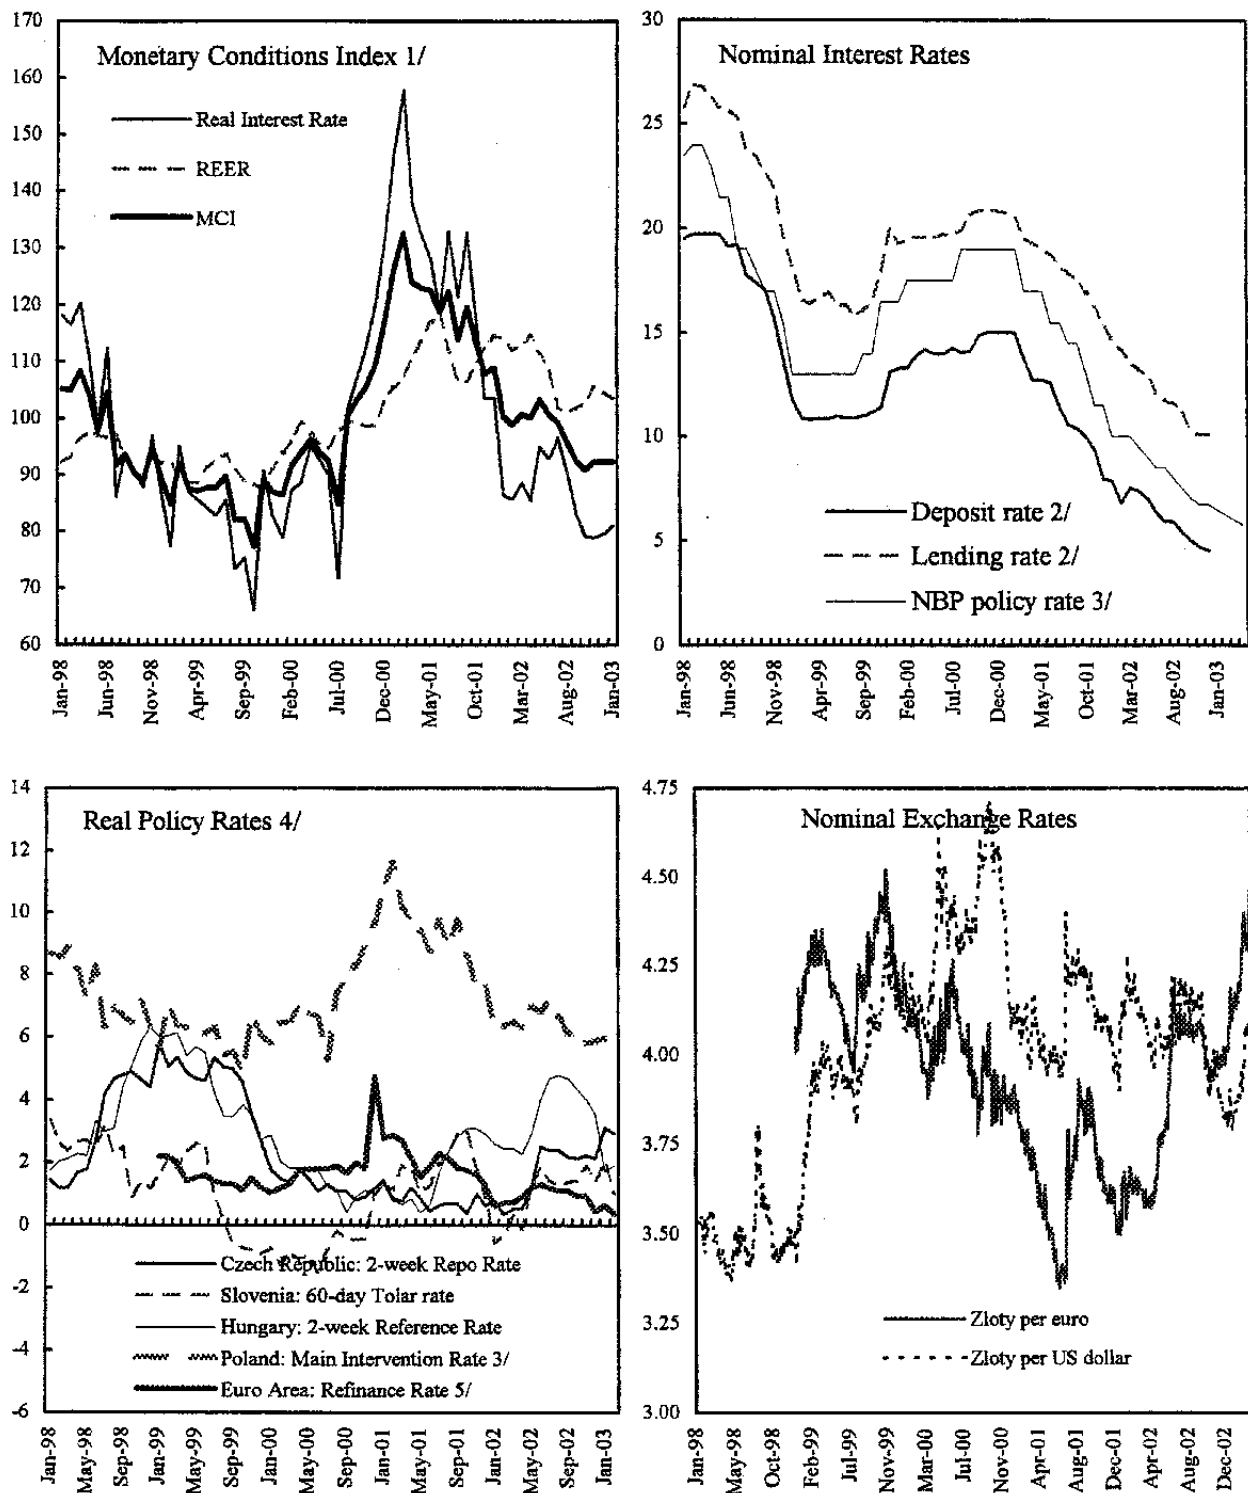 Monetary Conditions Index 1/
Real Interest Rate
REER
MCI
170
160
150
140
130
120
110
100
90
80
70
60
Jan-98
Jun-98
Nov-98
Apr-99
Sep-99
Feb-00
Jul-00
Dec-00
May-01
Oct-01
Mar-02
Aug-02
Jan-03
Nominal Interest Rates
30
25
20
15
10
5
0
Deposit rate 2/
Lending rate 2/
NBP policy rate 3/
Jan-98
Jun-98
Nov-98
Apr-99
Sep-99
Feb-00
Jul-00
Dec-00
May-01
Oct-01
Mar-02
Aug-02
Jan-03
Real Policy Rates 4/
14
12
10
8
6
4
2
0
-2
-4
-6
Czech Republic: 2-week Repo Rate
Slovenia: 60-day Tolar rate
Hungary: 2-week Reference Rate
Poland: Main Intervention Rate 3/
Euro Area: Refinance Rate 5/
Jan-98
May-98
Sep-98
Jan-99
May-99
Sep-99
Jan-00
May-00
Sep-00
Jan-01
May-01
Sep-01
Jan-02
May-02
Sep-02
Jan-03
Nominal Exchange Rates
4.75
4.50
4.25
4.00
3.75
3.50
3.25
3.00
Zloty per euro
Zloty per US dollar
Jan-98
May-98
Oct-98
Feb-99
Jul-99
Nov-99
Mar-00
Jul-00
Nov-00
Apr-01
Aug-01
Dec-01
Apr-02
Aug-02
Dec-02